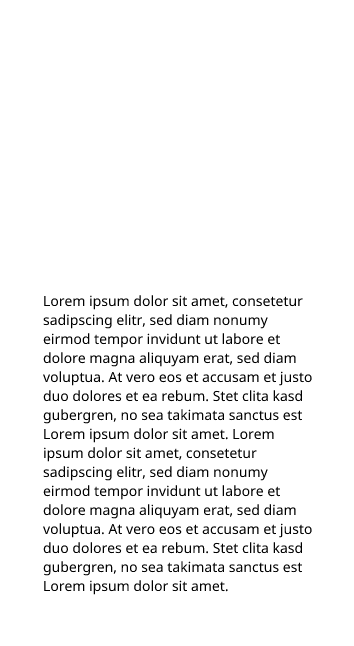 Lorem ipsum dolor sit amet, consetetur
sadipscing elitr, sed diam nonumy
eirmod tempor invidunt ut labore et
dolore magna aliquyam erat, sed diam
voluptua. At vero eos et accusam et justo
duo dolores et ea rebum. Stet clita kasd
gubergren, no sea takimata sanctus est
Lorem ipsum dolor sit amet. Lorem
ipsum dolor sit amet, consetetur
sadipscing elitr, sed diam nonumy
eirmod tempor invidunt ut labore et
dolore magna aliquyam erat, sed diam
voluptua. At vero eos et accusam et justo
duo dolores et ea rebum. Stet clita kasd
gubergren, no sea takimata sanctus est
Lorem ipsum dolor sit amet.